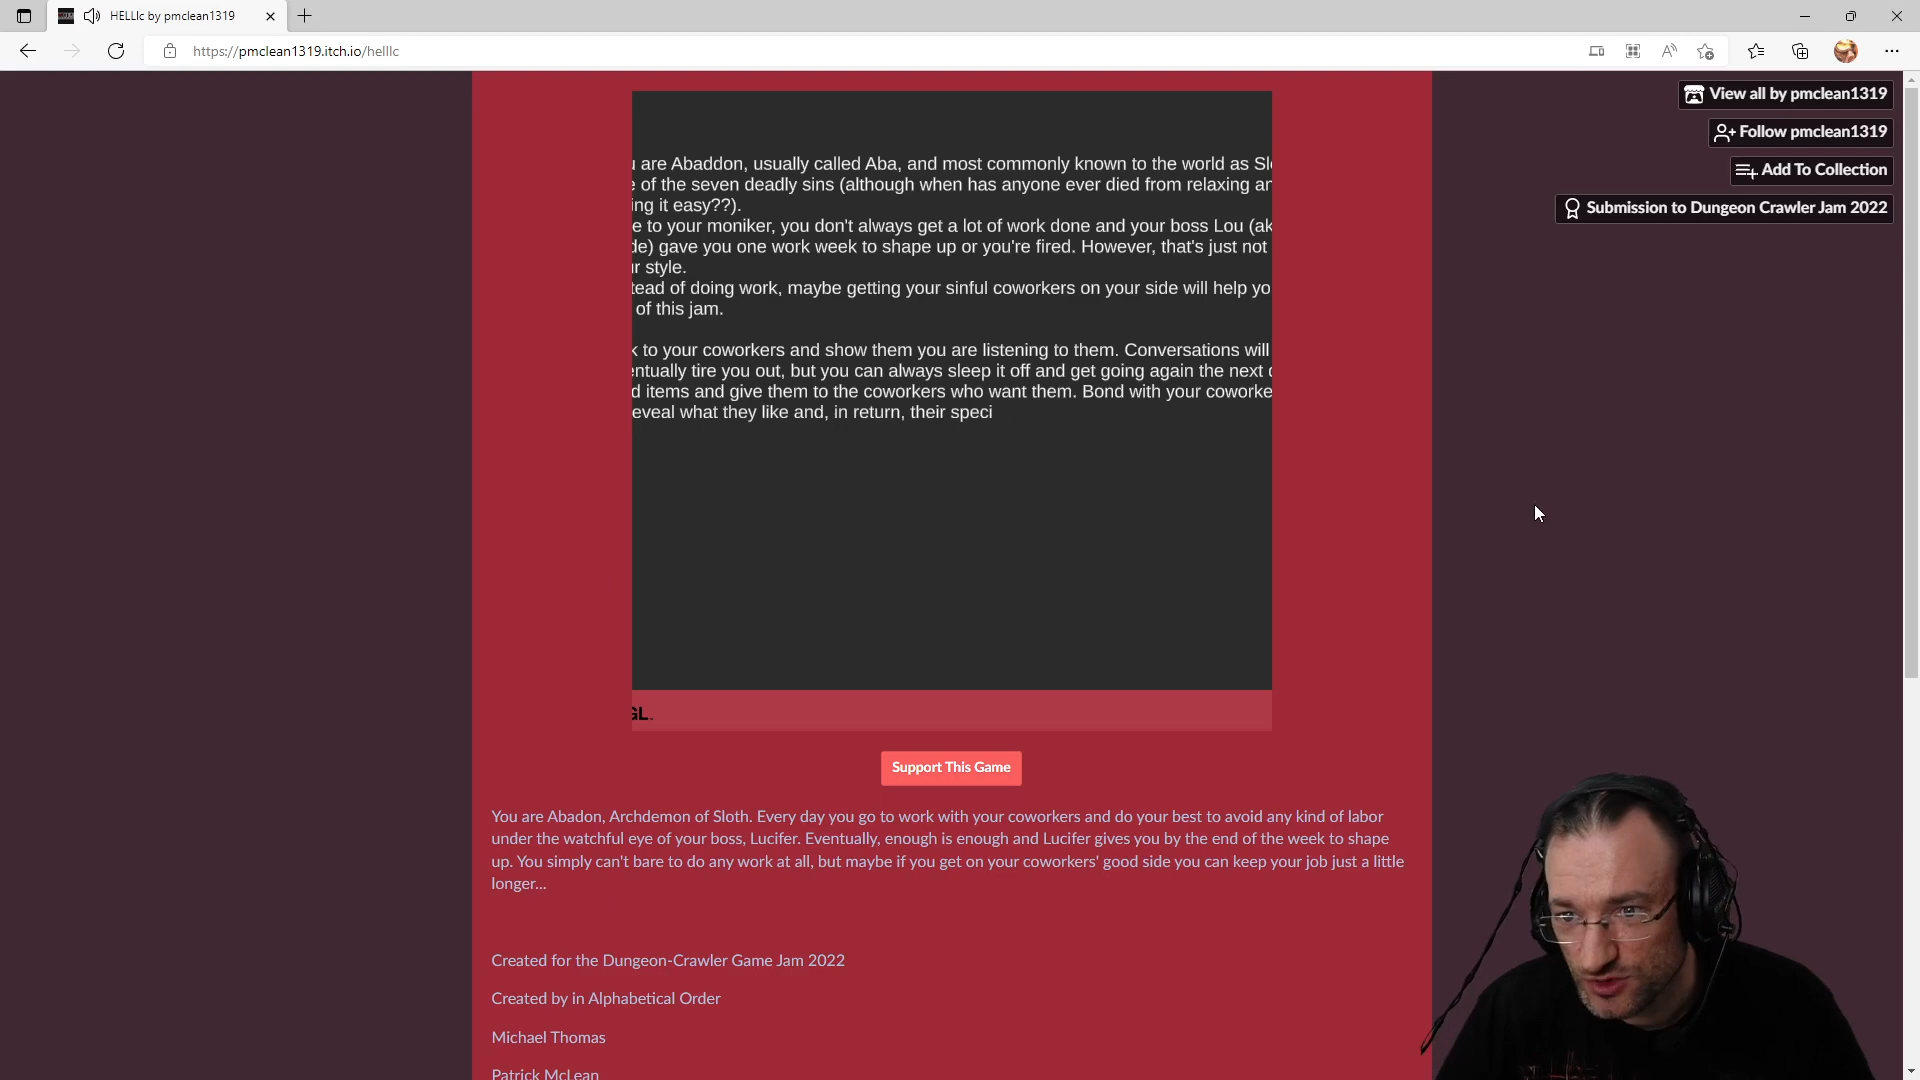 HELLlc by pmclean1319
https://pmclean1319.itch.io/helllc
View all by pmclean1319
Follow pmclean1319
Add To Collection
Submission to Dungeon Crawler Jam 2022
are Abaddon, usually called Aba, and most commonly known to the world as
of the seven deadly sins (although when has anyone ever died from relaxing
ing it easy??).
e to your moniker, you don't always get a lot of work done and your boss Lou (ak
de) gave you one work week to shape up or you're fired. However, that's just not
ur style.
tead of doing work, maybe getting your sinful coworkers on your side will help yo
of this jam.
k to your coworkers and show them you are listening to them. Conversations will
entually tire you out, but you can always sleep it off and get going again the next
d items and give them to the coworkers who want them. Bond with your coworke
eveal what they like and, in return, their speci
GL.
Support This Game
You are Abadon, Archdemon of Sloth. Every day you go to work with your coworkers and do your best to avoid any kind of labor
under the watchful eye of your boss, Lucifer. Eventually, enough is enough and Lucifer gives you by the end of the week to shape
up. You simply can't bare to do any work at all, but maybe if you get on your coworkers' good side you can keep your job just a little
longer...
Created for the Dungeon-Crawler Game Jam 2022
Created by in Alphabetical Order
Michael Thomas
Patrick McLean